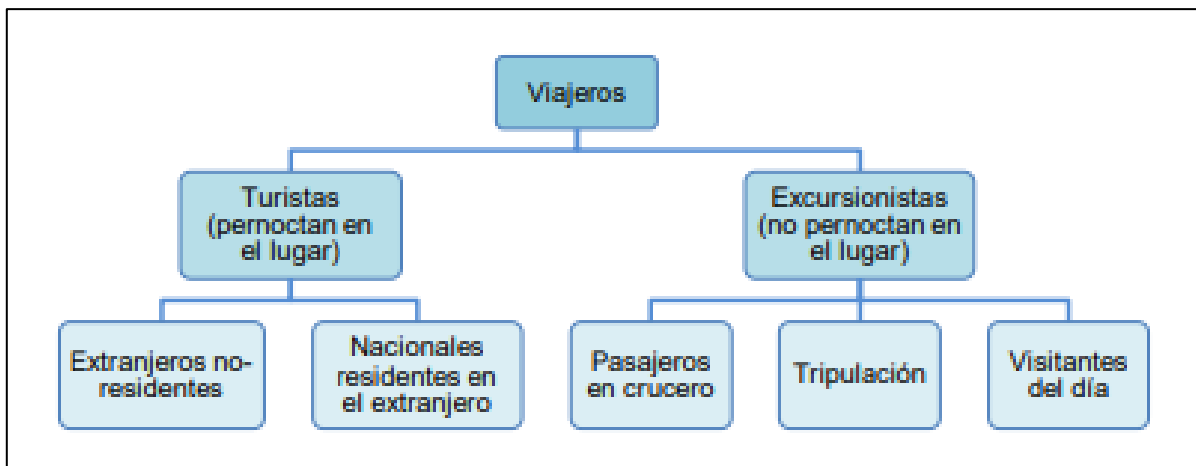 Viajeros
Turistas
(pernoctan en
el lugar)
Excursionistas
(no pernoctan en
el lugar)
Extranjeros no-
residentes
Nacionales
residentes en
el extranjero
Pasajeros
en crucero
Tripulación
Visitantes
del día